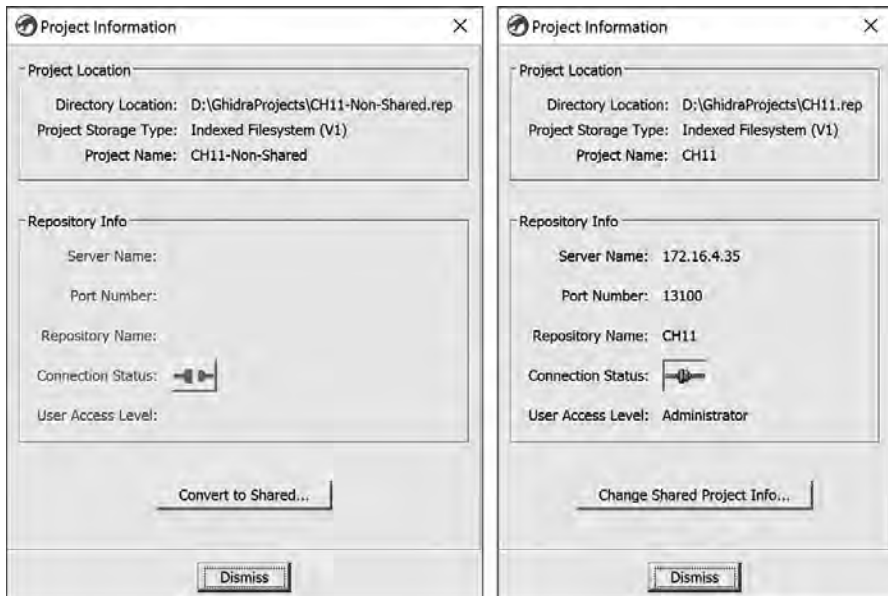 Project Information
Project Location
Directory Location: D:\GhidraProjects\CH11-Non-Shared.rep
Project Storage Type: Indexed Filesystem (V1)
Project Name: CH11-Non-Shared
Repository Info
Server Name:
Port Number:
Repository Name:
Connection Status:
User Access Level:
Convert to Shared...
Dismiss
Project Information
Project Location
Directory Location: D:\GhidraProjects\CH11.rep
Project Storage Type: Indexed Filesystem (V1)
Project Name: CH11
Repository Info
Server Name: 172.16.4.35
Port Number: 13100
Repository Name: CH11
Connection Status:
User Access Level: Administrator
Change Shared Project Info...
Dismiss